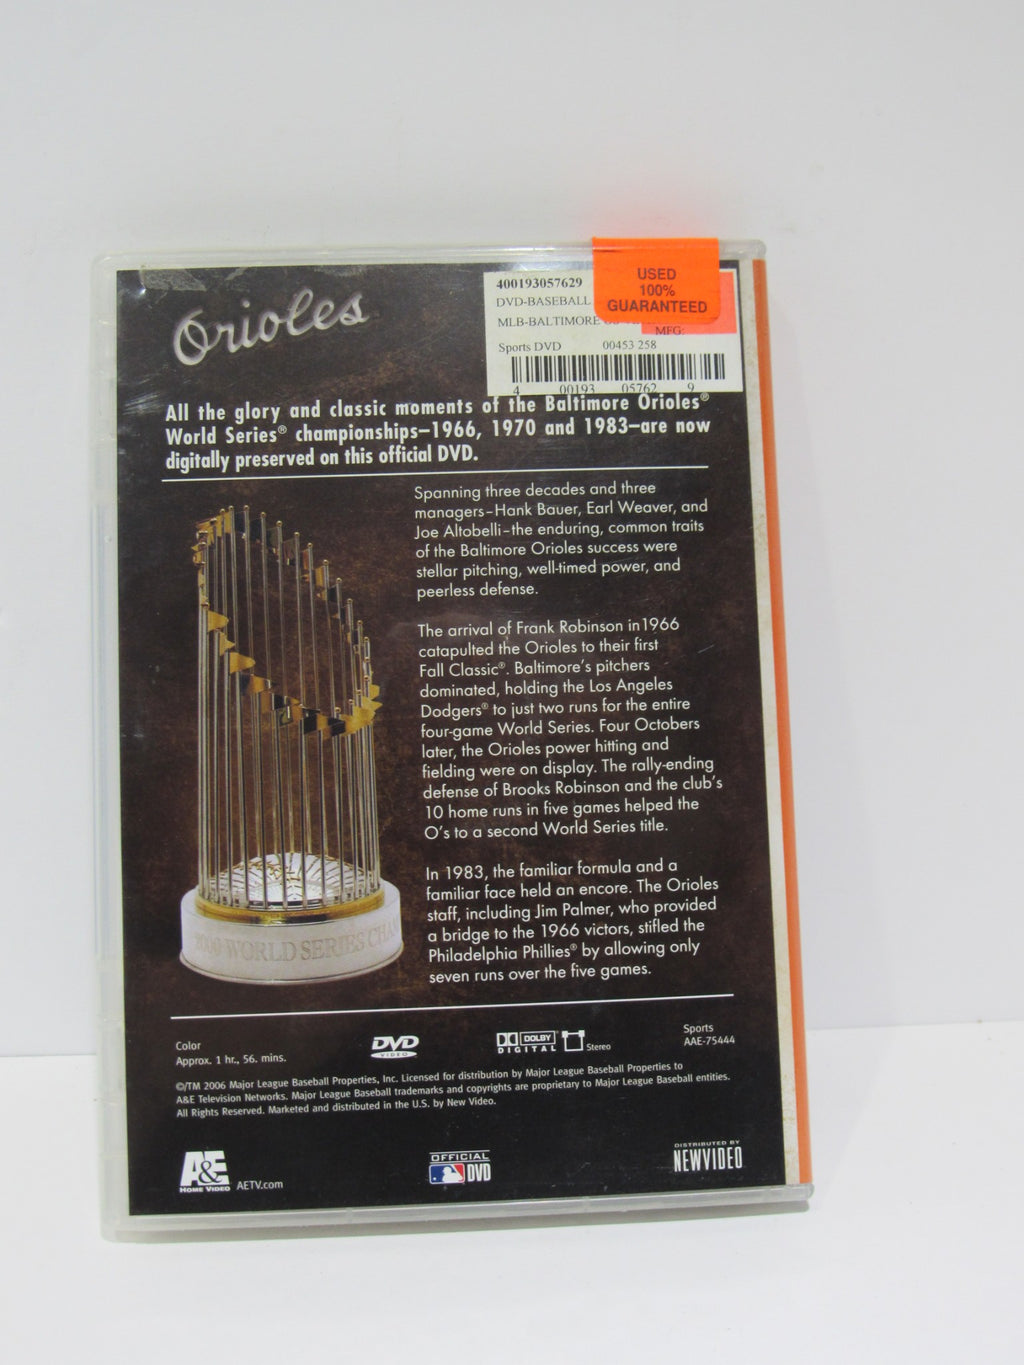 Orioles
USED
100%
GUARANTEED
400193057629
DVD-BASEBALL
MLB-BALTIMORE
MFG:
Sports DVD 00453 258
4 00193 05762 9
All the glory and classic moments of the Baltimore Orioles®
World Series® championships–1966, 1970 and 1983–are now
digitally preserved on this official DVD.
Spanning three decades and three
managers–Hank Bauer, Earl Weaver, and
Joe Altobelli–the enduring, common traits
of the Baltimore Orioles success were
stellar pitching, well-timed power, and
peerless defense.
The arrival of Frank Robinson in 1966
catapulted the Orioles to their first
Fall Classic®. Baltimore's pitchers
dominated, holding the Los Angeles
Dodgers® to just two runs for the entire
four-game World Series. Four Octobers
later, the Orioles power hitting and
fielding were on display. The rally-ending
defense of Brooks Robinson and the club's
10 home runs in five games helped the
O's to a second World Series title.
In 1983, the familiar formula and a
familiar face held an encore. The Orioles
staff, including Jim Palmer, who provided
a bridge to the 1966 victors, stifled the
Philadelphia Phillies® by allowing only
seven runs over the five games.
2000 WORLD SERIES CHA
Color
Approx. 1 hr., 56. mins.
DVD
VIDEO
DOLBY
DIGITAL
Stereo
Sports
AAE-75444
©/TM 2006 Major League Baseball Properties, Inc. Licensed for distribution by Major League Baseball Properties to
A&E Television Networks. Major League Baseball trademarks and copyrights are proprietary to Major League Baseball entities.
All Rights Reserved. Marketed and distributed in the U.S. by New Video.
A&E
HOME VIDEO
AETV.com
OFFICIAL
DVD
DISTRIBUTED BY
NEWVIDEO